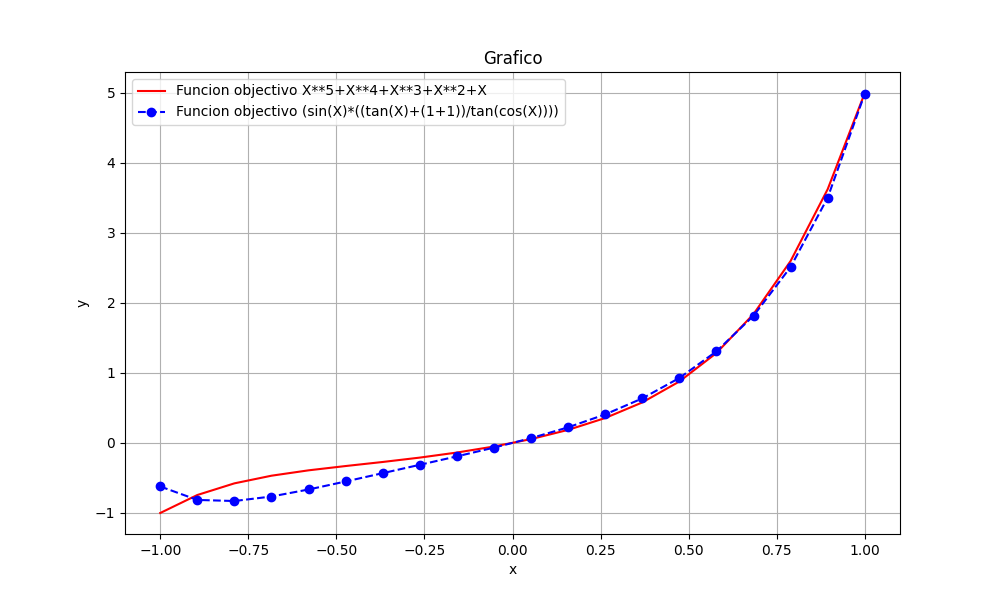 Grafico
Funcion objectivo X**5+X**4+X**3+X**2+X
Funcion objectivo (sin(X)*((tan(X)+(1+1))/tan(cos(X))))
5
4
3
2
1
0
−1
y
−1.00 −0.75 −0.50 −0.25 0.00 0.25 0.50 0.75 1.00
x